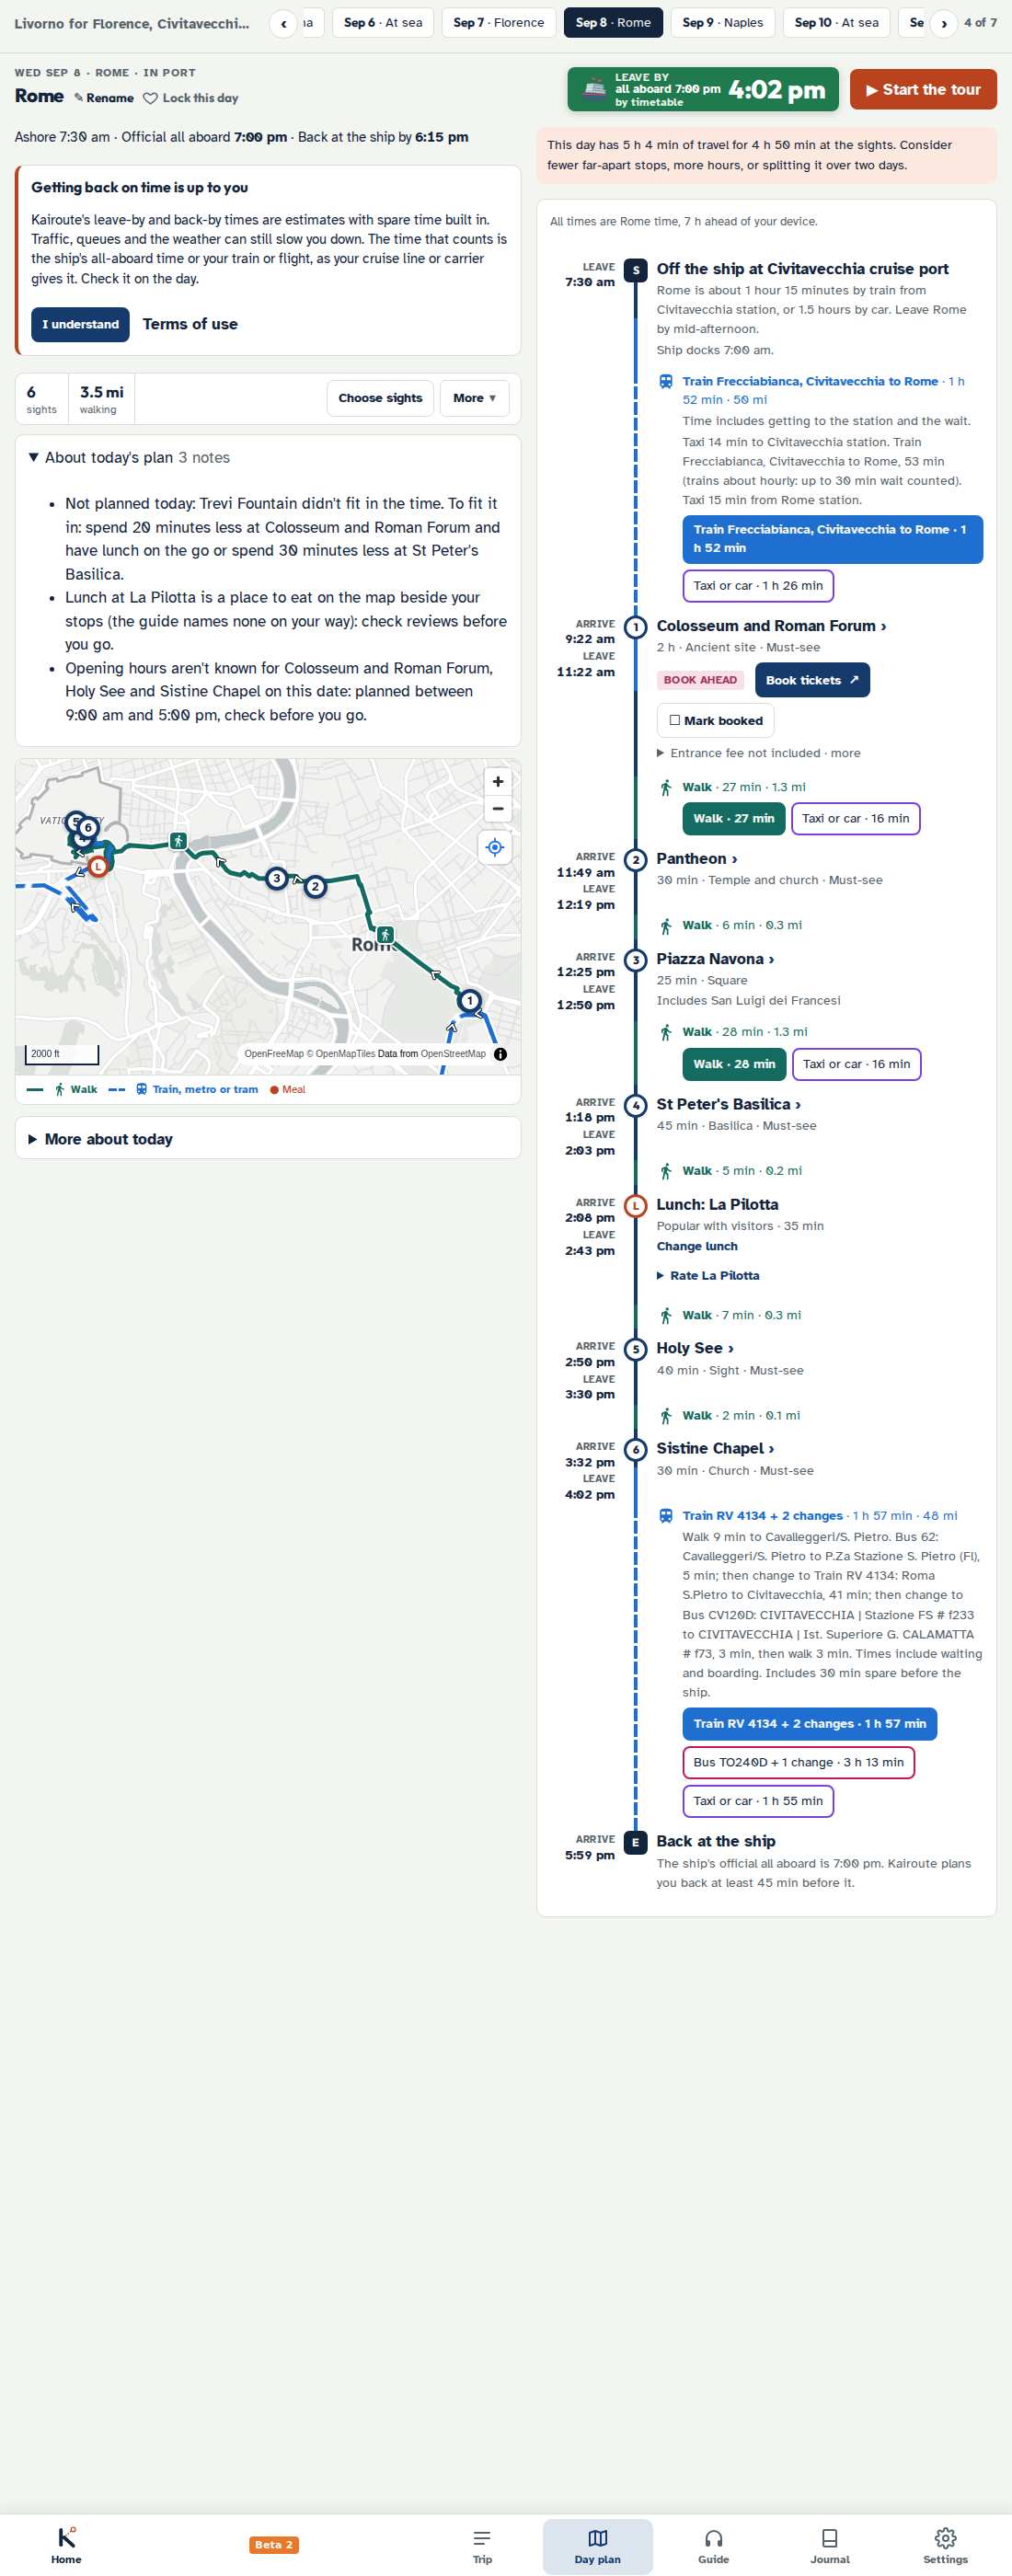 Livorno for Florence, Civitavecchi...
‹
na
Sep 6 · At sea
Sep 7 · Florence
Sep 8 · Rome
Sep 9 · Naples
Sep 10 · At sea
Se
›
4 of 7
WED SEP 8 · ROME · IN PORT
Rome
✎ Rename
Lock this day
LEAVE BY
all aboard 7:00 pm
by timetable
4:02 pm
▶ Start the tour
Ashore 7:30 am · Official all aboard 7:00 pm · Back at the ship by 6:15 pm
Getting back on time is up to you
Kairoute's leave-by and back-by times are estimates with spare time built in.
Traffic, queues and the weather can still slow you down. The time that counts is
the ship's all-aboard time or your train or flight, as your cruise line or carrier
gives it. Check it on the day.
I understand
Terms of use
6
sights
3.5 mi
walking
Choose sights
More ▼
▼ About today's plan 3 notes
• Not planned today: Trevi Fountain didn't fit in the time. To fit it
in: spend 20 minutes less at Colosseum and Roman Forum and
have lunch on the go or spend 30 minutes less at St Peter's
Basilica.
• Lunch at La Pilotta is a place to eat on the map beside your
stops (the guide names none on your way): check reviews before
you go.
• Opening hours aren't known for Colosseum and Roman Forum,
Holy See and Sistine Chapel on this date: planned between
9:00 am and 5:00 pm, check before you go.
+
−
5
6
4
L
3
2
Rom
1
2000 ft
OpenFreeMap © OpenMapTiles Data from OpenStreetMap
Walk
Train, metro or tram
Meal
▶ More about today
This day has 5 h 4 min of travel for 4 h 50 min at the sights. Consider
fewer far-apart stops, more hours, or splitting it over two days.
All times are Rome time, 7 h ahead of your device.
LEAVE
7:30 am
S
Off the ship at Civitavecchia cruise port
Rome is about 1 hour 15 minutes by train from
Civitavecchia station, or 1.5 hours by car. Leave Rome
by mid-afternoon.
Ship docks 7:00 am.
Train Frecciabianca, Civitavecchia to Rome · 1 h
52 min · 50 mi
Time includes getting to the station and the wait.
Taxi 14 min to Civitavecchia station. Train
Frecciabianca, Civitavecchia to Rome, 53 min
(trains about hourly: up to 30 min wait counted).
Taxi 15 min from Rome station.
Train Frecciabianca, Civitavecchia to Rome · 1
h 52 min
Taxi or car · 1 h 26 min
ARRIVE
9:22 am
LEAVE
11:22 am
1
Colosseum and Roman Forum ›
2 h · Ancient site · Must-see
BOOK AHEAD
Book tickets ↗
☐ Mark booked
▶ Entrance fee not included · more
Walk · 27 min · 1.3 mi
Walk · 27 min
Taxi or car · 16 min
ARRIVE
11:49 am
LEAVE
12:19 pm
2
Pantheon ›
30 min · Temple and church · Must-see
Walk · 6 min · 0.3 mi
ARRIVE
12:25 pm
LEAVE
12:50 pm
3
Piazza Navona ›
25 min · Square
Includes San Luigi dei Francesi
Walk · 28 min · 1.3 mi
Walk · 28 min
Taxi or car · 16 min
ARRIVE
1:18 pm
LEAVE
2:03 pm
4
St Peter's Basilica ›
45 min · Basilica · Must-see
Walk · 5 min · 0.2 mi
ARRIVE
2:08 pm
LEAVE
2:43 pm
L
Lunch: La Pilotta
Popular with visitors · 35 min
Change lunch
▶ Rate La Pilotta
Walk · 7 min · 0.3 mi
ARRIVE
2:50 pm
LEAVE
3:30 pm
5
Holy See ›
40 min · Sight · Must-see
Walk · 2 min · 0.1 mi
ARRIVE
3:32 pm
LEAVE
4:02 pm
6
Sistine Chapel ›
30 min · Church · Must-see
Train RV 4134 + 2 changes · 1 h 57 min · 48 mi
Walk 9 min to Cavalleggeri/S. Pietro. Bus 62:
Cavalleggeri/S. Pietro to P.Za Stazione S. Pietro (Fl),
5 min; then change to Train RV 4134: Roma
S.Pietro to Civitavecchia, 41 min; then change to
Bus CV120D: CIVITAVECCHIA | Stazione FS # f233
to CIVITAVECCHIA | Ist. Superiore G. CALAMATTA
# f73, 3 min, then walk 3 min. Times include waiting
and boarding. Includes 30 min spare before the
ship.
Train RV 4134 + 2 changes · 1 h 57 min
Bus TO240D + 1 change · 3 h 13 min
Taxi or car · 1 h 55 min
ARRIVE
5:59 pm
E
Back at the ship
The ship's official all aboard is 7:00 pm. Kairoute plans
you back at least 45 min before it.
Home
Beta 2
Trip
Day plan
Guide
Journal
Settings